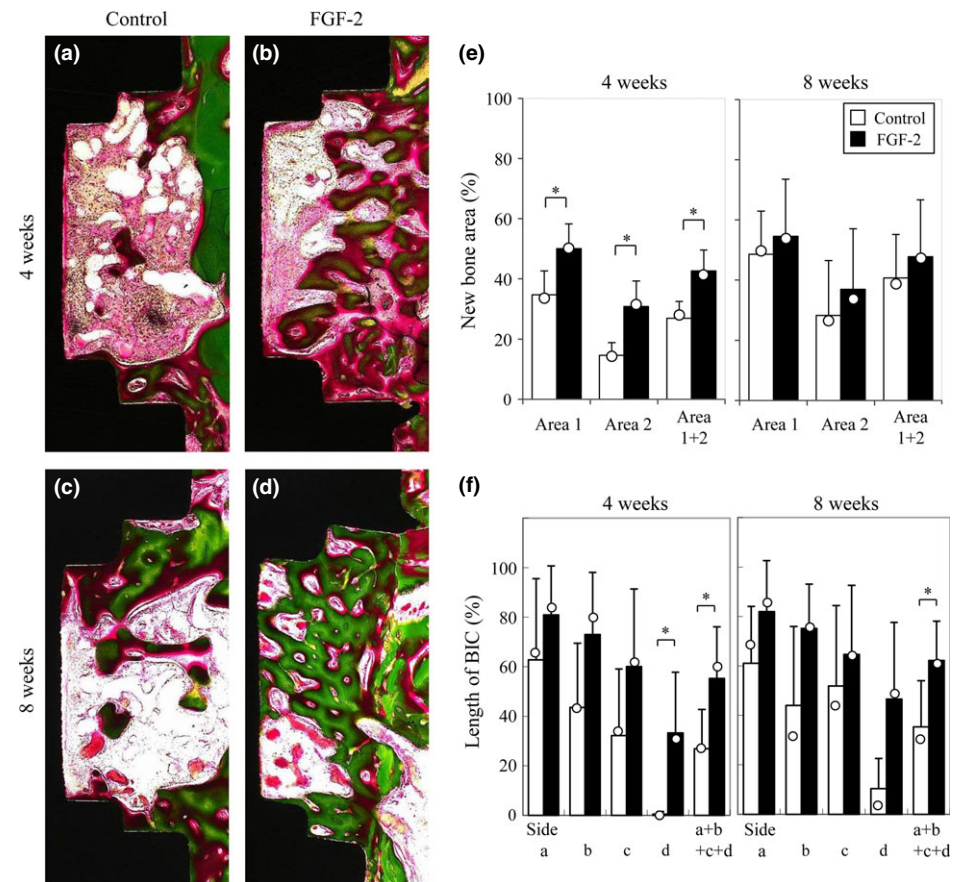 Control
FGF-2
(a)
(b)
4 weeks
(c)
(d)
8 weeks
(e)
4 weeks
8 weeks
New bone area (%)
100
80
60
40
20
0
*
*
*
Control
FGF-2
Area 1
Area 2
Area
1+2
Area 1
Area 2
Area
1+2
(f)
4 weeks
8 weeks
Length of BIC (%)
100
80
60
40
20
0
*
*
*
Side
a
b
c
d
a+b
+c+d
Side
a
b
c
d
a+b
+c+d